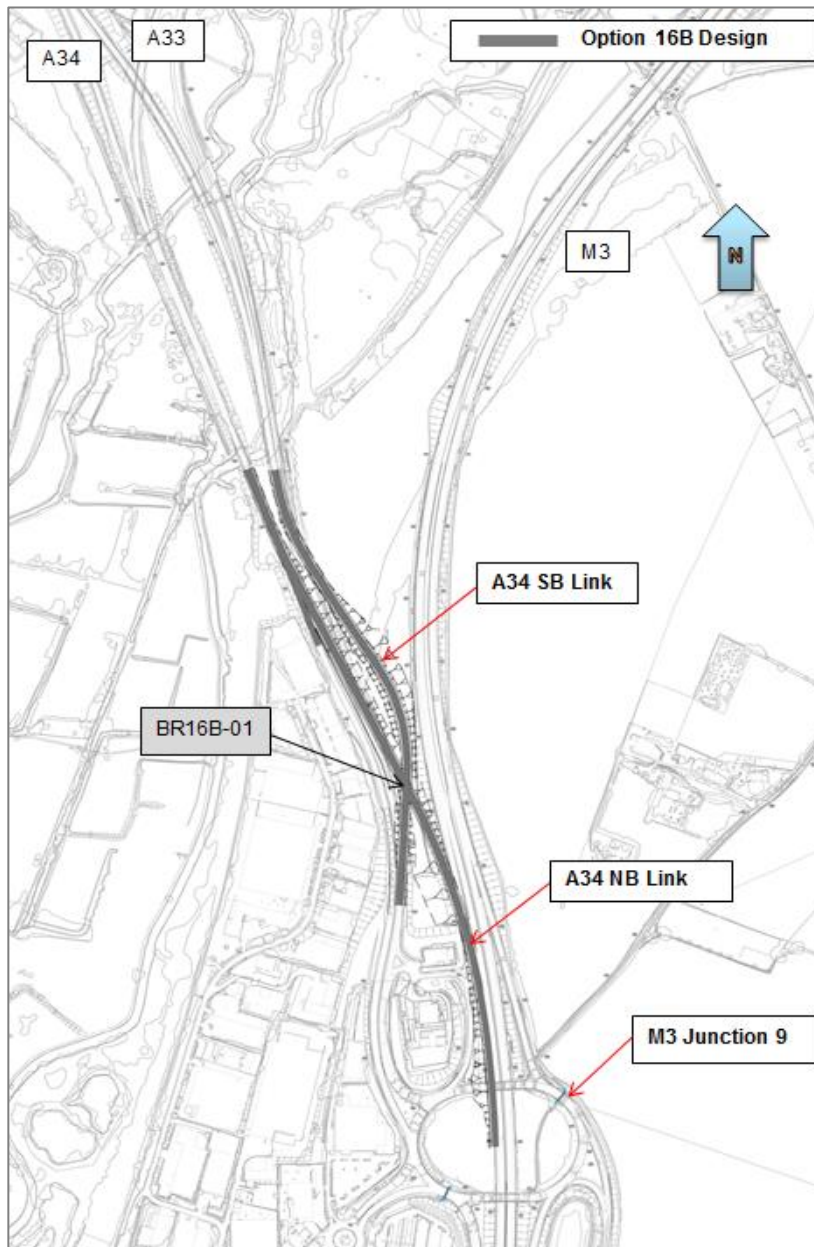 A33
A34
Option 16B Design
N
M3
A34 SB Link
BR16B-01
A34 NB Link
M3 Junction 9